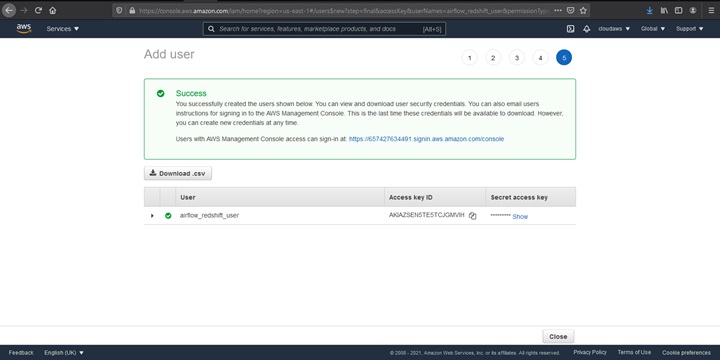 https://console.aws.amazon.com/iam/home?region=us-east-1#/users$new?step=final&accessKey&userNames=airflow_redshift_user&permissionTyp
aws
Services
Search for services, features, marketplace products, and docs
[Alt+S]
cloudaws
Global
Support
Add user
1
2
3
4
5
Success
You successfully created the users shown below. You can view and download user security credentials. You can also email users
instructions for signing in to the AWS Management Console. This is the last time these credentials will be available to download. However,
you can create new credentials at any time.
Users with AWS Management Console access can sign-in at: https://657427634491.signin.aws.amazon.com/console
Download .csv
User
Access key ID
Secret access key
airflow_redshift_user
AKIAZSEN5TE5TCJGMVIH
********* Show
Close
Feedback
English (UK)
© 2008 - 2021, Amazon Web Services, Inc. or its affiliates. All rights reserved.
Privacy Policy
Terms of Use
Cookie preferences